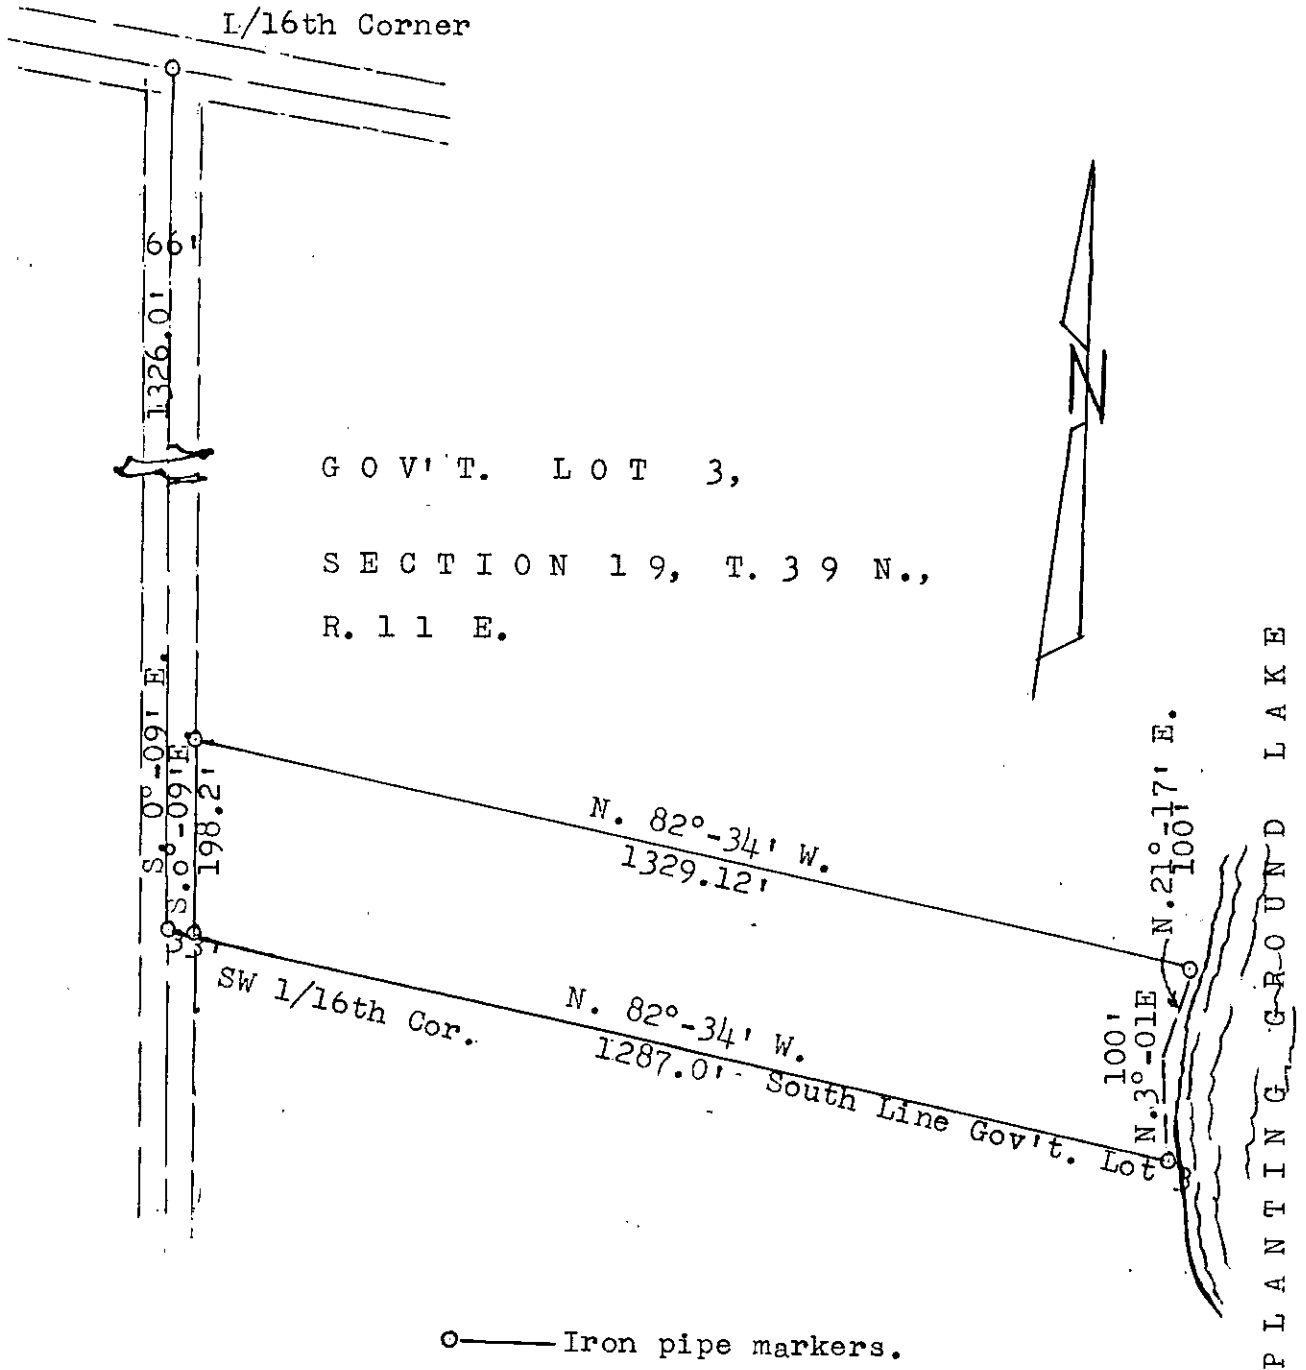 1/16th Corner
66'
1326.0'
N
GOV'T. LOT 3,
SECTION 19, T. 39 N.,
R. 11 E.
S. 0°-09' E.
S. 0°-09'E
198.2'
33'
SW 1/16th Cor.
N. 82°-34' W.
1329.12'
N. 82°-34' W.
1287.0' South Line Gov't. Lot 3
N. 21°-17' E.
100'
100'
N. 3°-01E
PLANTING GROUND LAKE
Iron pipe markers.